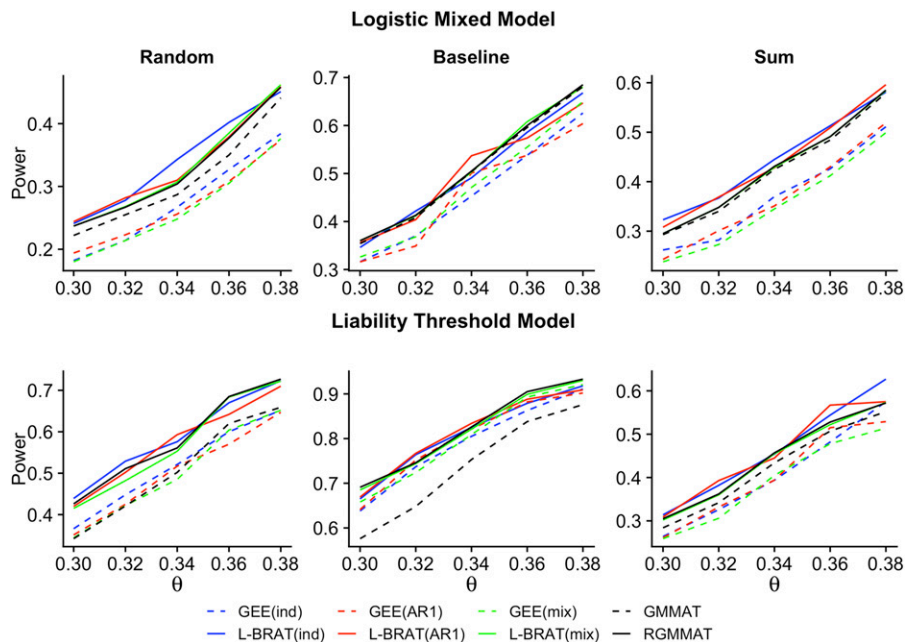 Logistic Mixed Model
Random Baseline Sum
Power
0.4
0.3
0.2
0.30 0.32 0.34 0.36 0.38
0.7
0.6
0.5
0.4
0.3
0.30 0.32 0.34 0.36 0.38
0.6
0.5
0.4
0.3
0.30 0.32 0.34 0.36 0.38
Liability Threshold Model
Power
0.7
0.6
0.5
0.4
0.30 0.32 0.34 0.36 0.38
θ
0.9
0.8
0.7
0.6
0.30 0.32 0.34 0.36 0.38
θ
0.6
0.5
0.4
0.3
0.30 0.32 0.34 0.36 0.38
θ
GEE(ind) GEE(AR1) GEE(mix) GMMAT
L-BRAT(ind) L-BRAT(AR1) L-BRAT(mix) RGMMAT